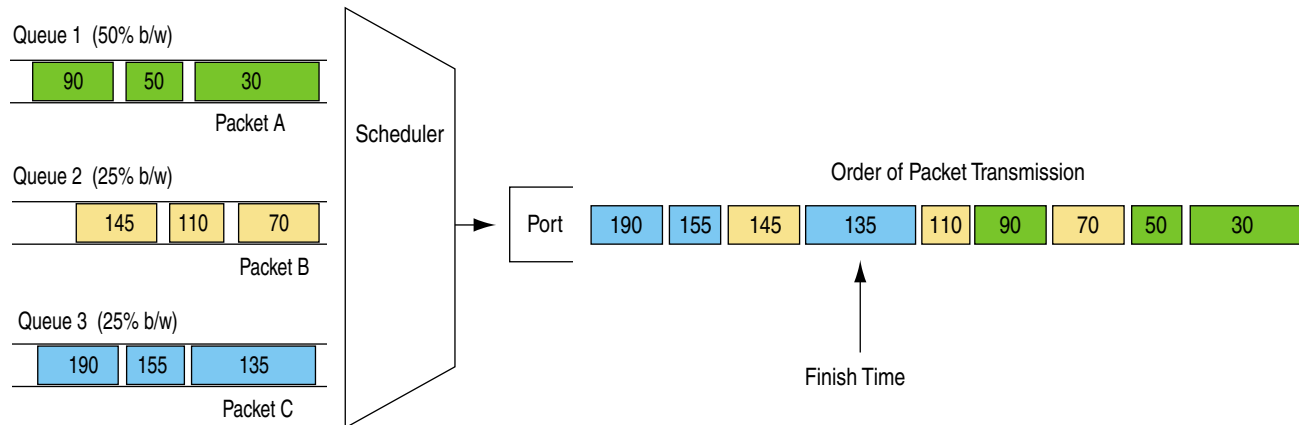 Queue 1 (50% b/w)
90 50 30
Packet A
Queue 2 (25% b/w)
145 110 70
Packet B
Queue 3 (25% b/w)
190 155 135
Packet C
Scheduler
Port
Order of Packet Transmission
190 155 145 135 110 90 70 50 30
Finish Time